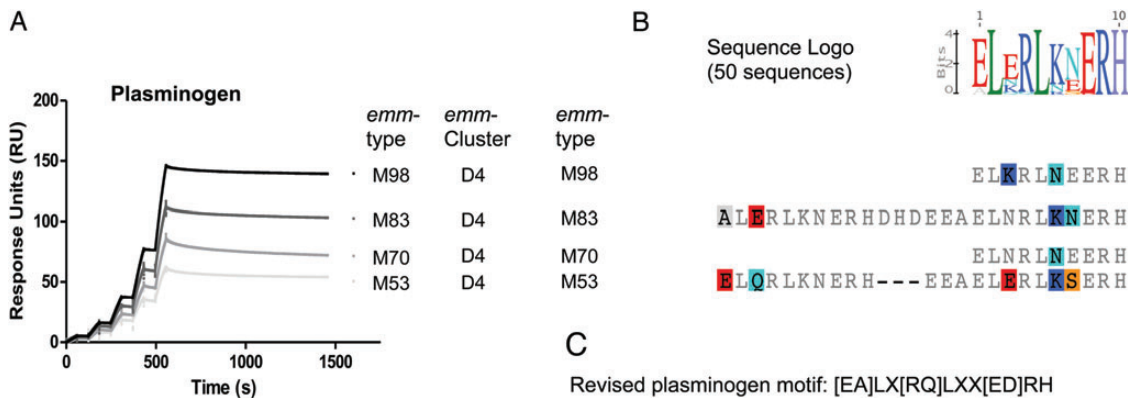 A
Plasminogen
Response Units (RU)
200
150
100
50
0
0 500 1000 1500
Time (s)
emm-type emm-Cluster emm-type
M98 D4 M98
M83 D4 M83
M70 D4 M70
M53 D4 M53
B
Sequence Logo
(50 sequences)
Bits
4
2
0
1 10
ELERLKNERH
ELKRLNEERH
ALERLKNERHDHDEEAELNRLKNERH
ELNRLNEERH
ELQRLKNERH---EEAELERLKSERH
C
Revised plasminogen motif: [EA]LX[RQ]LXX[ED]RH